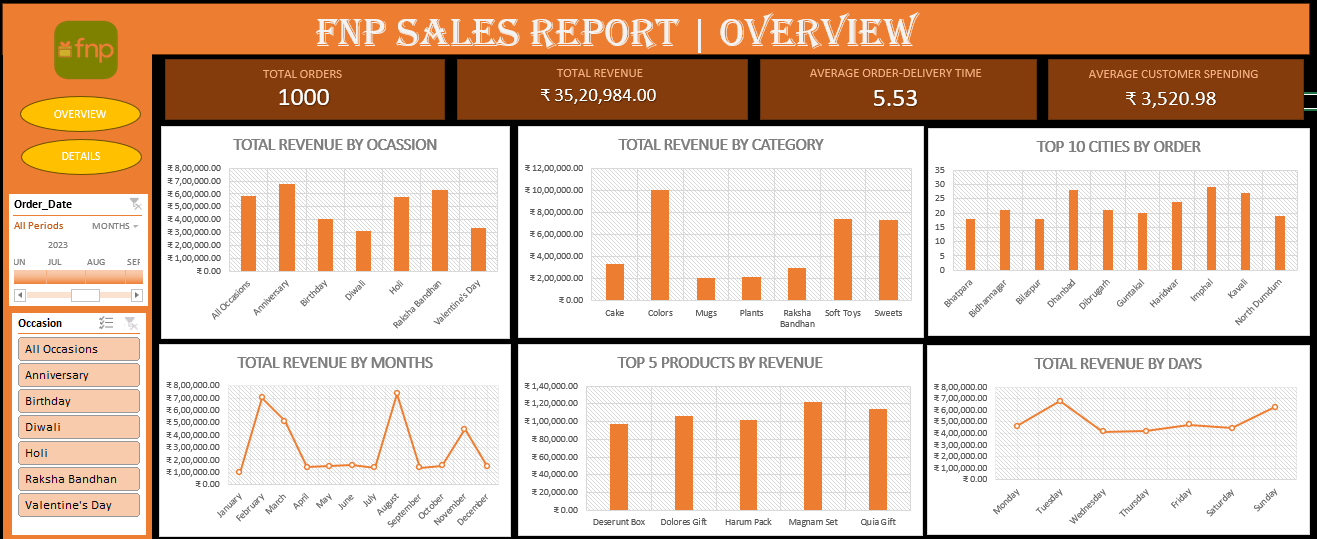 FNP SALES REPORT | OVERVIEW
fnp
OVERVIEW
DETAILS
TOTAL ORDERS
1000
TOTAL REVENUE
₹ 35,20,984.00
AVERAGE ORDER-DELIVERY TIME
5.53
AVERAGE CUSTOMER SPENDING
₹ 3,520.98
Order_Date
All Periods
MONTHS
2023
UN JUL AUG SEP
Occasion
All Occasions
Anniversary
Birthday
Diwali
Holi
Raksha Bandhan
Valentine's Day
TOTAL REVENUE BY OCASSION
₹ 8,00,000.00
₹ 7,00,000.00
₹ 6,00,000.00
₹ 5,00,000.00
₹ 4,00,000.00
₹ 3,00,000.00
₹ 2,00,000.00
₹ 1,00,000.00
₹ 0.00
All Occasions Anniversary Birthday Diwali Holi Raksha Bandhan Valentine's Day
TOTAL REVENUE BY CATEGORY
₹ 12,00,000.00
₹ 10,00,000.00
₹ 8,00,000.00
₹ 6,00,000.00
₹ 4,00,000.00
₹ 2,00,000.00
₹ 0.00
Cake Colors Mugs Plants Raksha Bandhan Soft Toys Sweets
TOP 10 CITIES BY ORDER
35
30
25
20
15
10
5
0
Bhatpara Bidhannagar Bilaspur Dhanbad Dibrugarh Guntakal Haridwar Imphal Kavali North Dumdum
TOTAL REVENUE BY MONTHS
₹ 8,00,000.00
₹ 7,00,000.00
₹ 6,00,000.00
₹ 5,00,000.00
₹ 4,00,000.00
₹ 3,00,000.00
₹ 2,00,000.00
₹ 1,00,000.00
₹ 0.00
January February March April May June July August September October November December
TOP 5 PRODUCTS BY REVENUE
₹ 1,40,000.00
₹ 1,20,000.00
₹ 1,00,000.00
₹ 80,000.00
₹ 60,000.00
₹ 40,000.00
₹ 20,000.00
₹ 0.00
Deserunt Box Dolores Gift Harum Pack Magnam Set Quia Gift
TOTAL REVENUE BY DAYS
₹ 8,00,000.00
₹ 7,00,000.00
₹ 6,00,000.00
₹ 5,00,000.00
₹ 4,00,000.00
₹ 3,00,000.00
₹ 2,00,000.00
₹ 1,00,000.00
₹ 0.00
Monday Tuesday Wednesday Thursday Friday Saturday Sunday